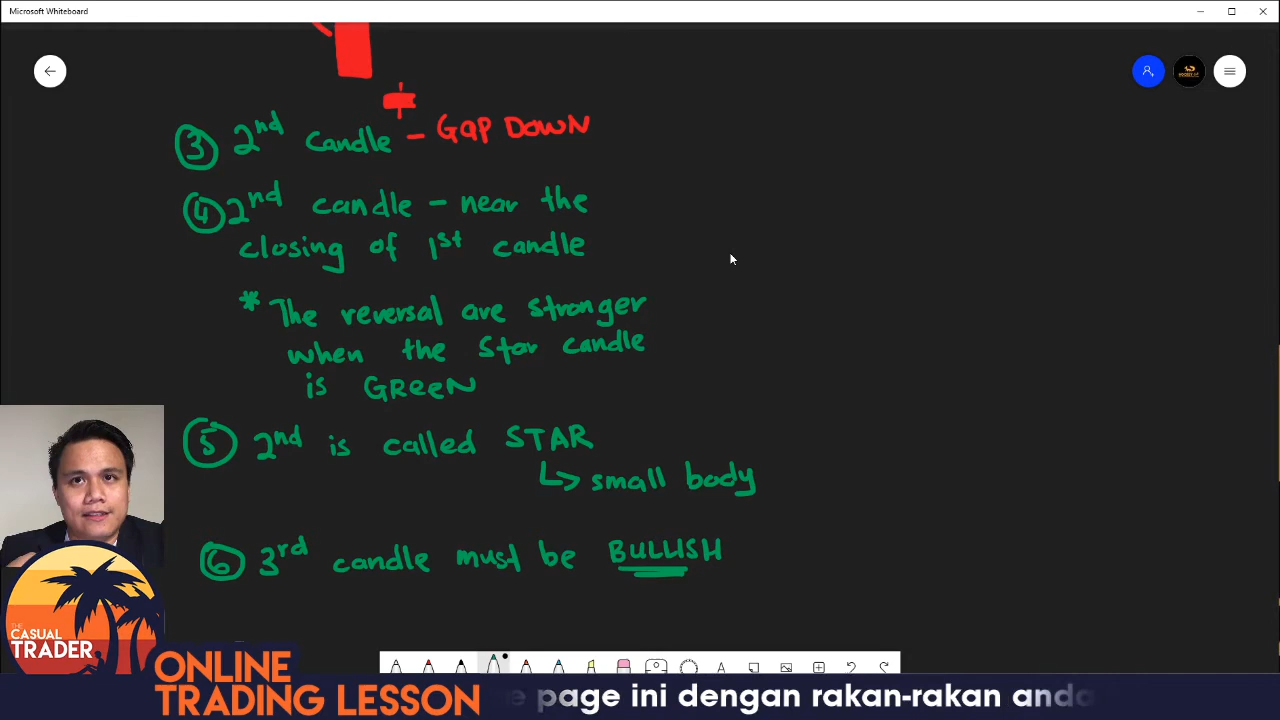 Microsoft Whiteboard
③ 2nd candle - GAP DOWN
④ 2nd candle - near the
closing of 1st candle
* The reversal are stronger
when the Star candle
is GREEN
⑤ 2nd is called STAR
↳ small body
⑥ 3rd candle must be BULLISH
THE
CASUAL
TRADER
ONLINE
TRADING LESSON
page ini dengan rakan-rakan anda